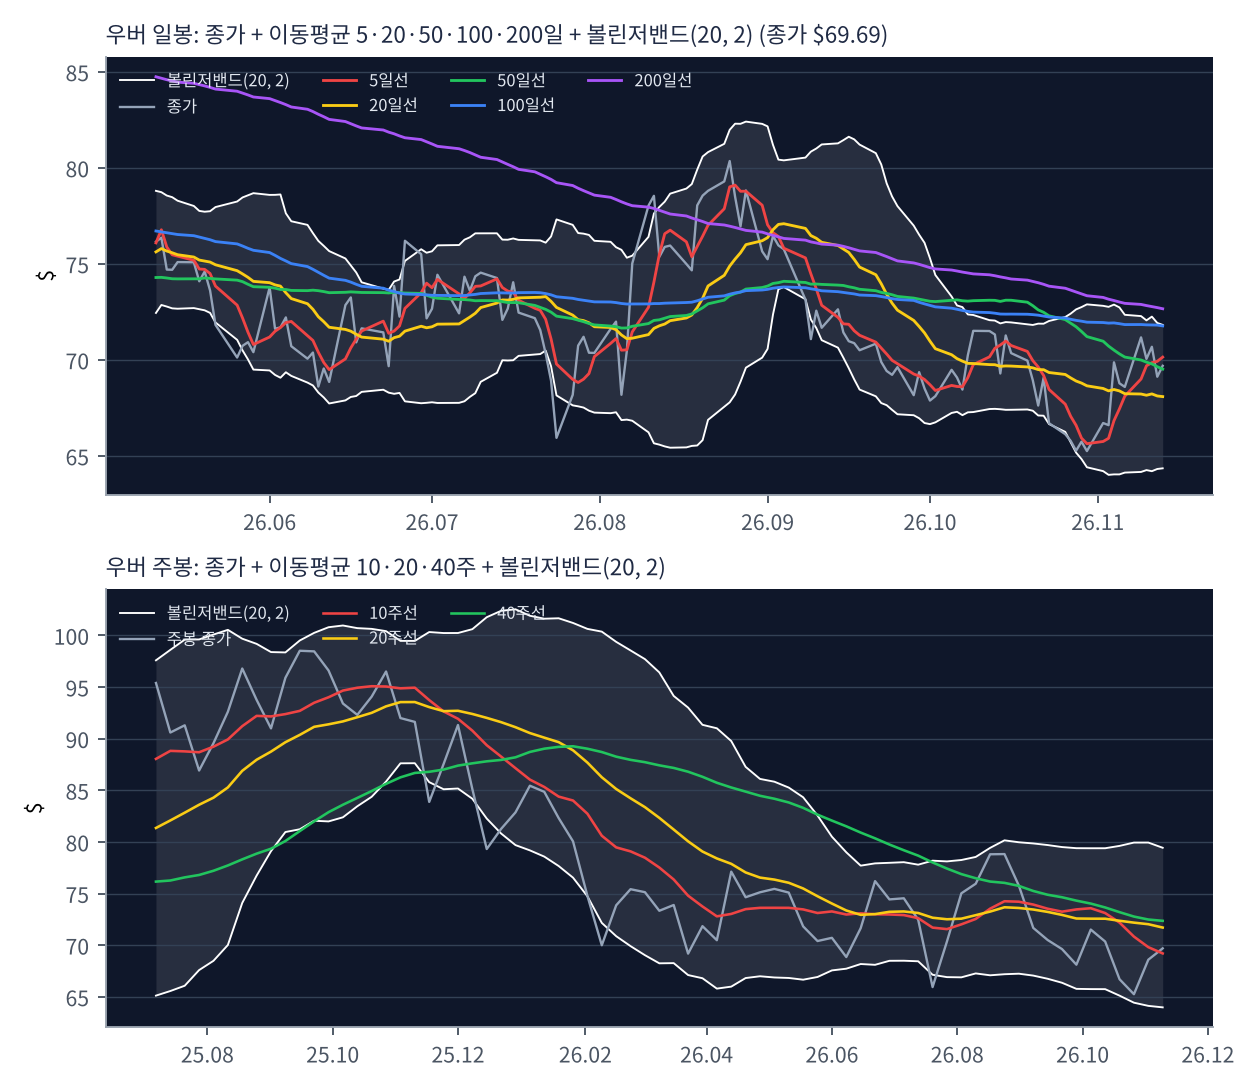 우버 일봉: 종가 + 이동평균 5·20·50·100·200일 + 볼린저밴드(20, 2) (종가 $69.69)
볼린저밴드(20, 2) 5일선 50일선 200일선
종가 20일선 100일선
85
80
75
70
65
$
26.06 26.07 26.08 26.09 26.10 26.11
우버 주봉: 종가 + 이동평균 10·20·40주 + 볼린저밴드(20, 2)
볼린저밴드(20, 2) 10주선 40주선
주봉 종가 20주선
100
95
90
85
80
75
70
65
$
25.08 25.10 25.12 26.02 26.04 26.06 26.08 26.10 26.12